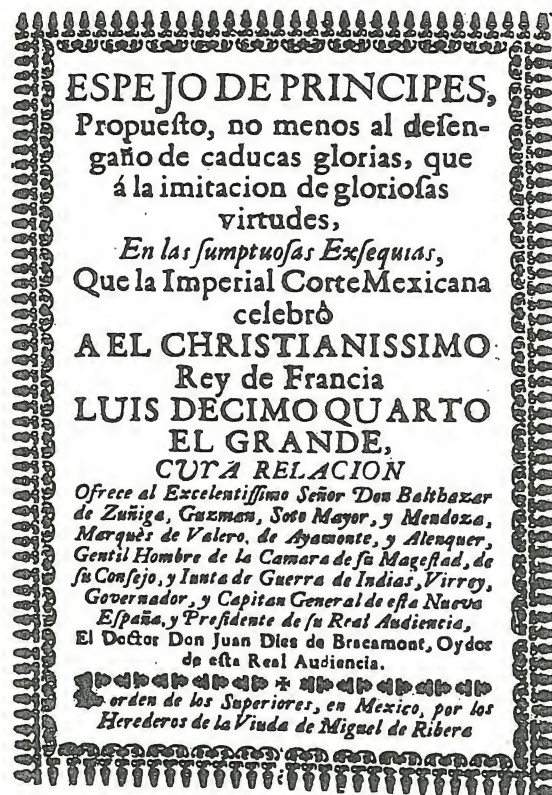 ESPEJO DE PRINCIPES,
Propueſto, no menos al deſen-
gaño de caducas glorias, que
á la imitacion de glorioſas
virtudes,
En las ſumptuoſas Exſequias,
Que la Imperial Corte Mexicana
celebrò
A EL CHRISTIANISSIMO
Rey de Francia
LUIS DECIMO QUARTO
EL GRANDE,
CUYA RELACION
Ofrece al Excelentiſſimo Señor Don Balthazar
de Zuñiga, Guzman, Soto Mayor, y Mendoza,
Marquès de Valero, de Ayamonte, y Alenquer,
Gentil Hombre de la Camara de ſu Mageſtad, de
ſu Conſejo, y Iunta de Guerra de Indias, Virrey,
Governador, y Capitan General de eſta Nueva
Eſpaña, y Preſidente de ſu Real Audiencia,
El Doctor Don Juan Dies de Bracamont, Oydor
de eſta Real Audiencia.
orden de los Superiores, en Mexico, por los
Herederos de la Viuda de Miguel de Ribera